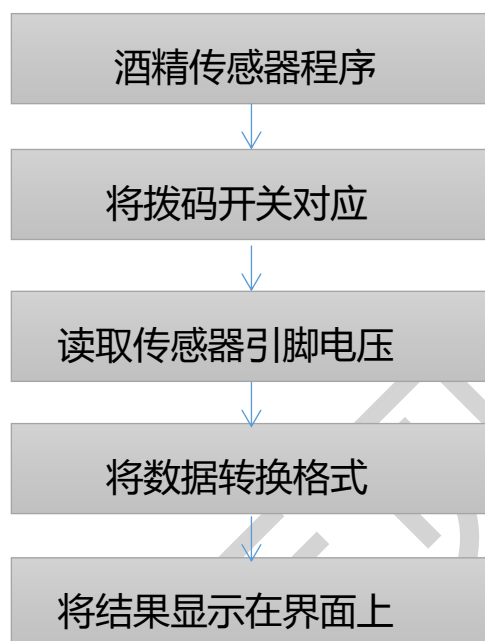 酒精传感器程序
将拨码开关对应
读取传感器引脚电压
将数据转换格式
将结果显示在界面上